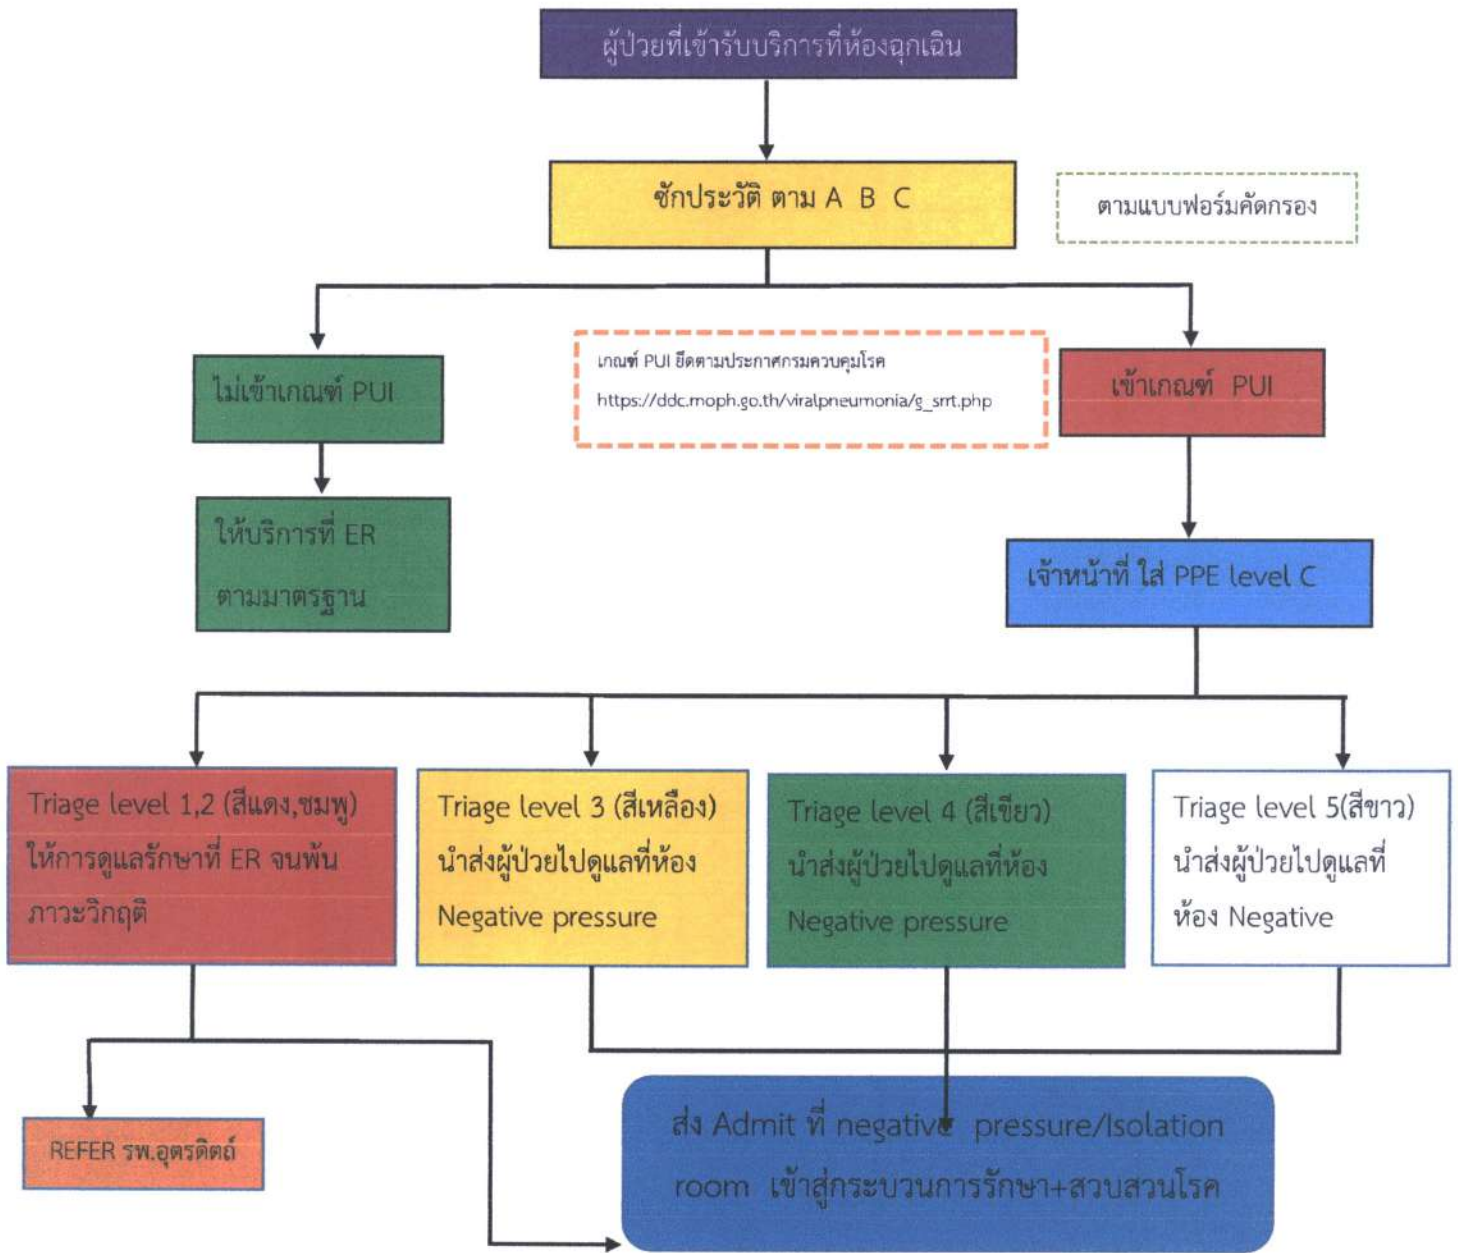 ผู้ป่วยที่เข้ารับบริการที่ห้องฉุกเฉิน
ซักประวัติ ตาม A B C
ตามแบบฟอร์มคัดกรอง
ไม่เข้าเกณฑ์ PUI
เกณฑ์ PUI ยึดตามประกาศกรมควบคุมโรค
https://ddc.moph.go.th/viralpneumonia/g_srrt.php
เข้าเกณฑ์ PUI
ให้บริการที่ ER
ตามมาตรฐาน
เจ้าหน้าที่ ใส่ PPE level C
Triage level 1,2 (สีแดง,ชมพู)
ให้การดูแลรักษาที่ ER จนพ้น
ภาวะวิกฤติ
Triage level 3 (สีเหลือง)
นำส่งผู้ป่วยไปดูแลที่ห้อง
Negative pressure
Triage level 4 (สีเขียว)
นำส่งผู้ป่วยไปดูแลที่ห้อง
Negative pressure
Triage level 5(สีขาว)
นำส่งผู้ป่วยไปดูแลที่
ห้อง Negative
REFER รพ.อุตรดิตถ์
ส่ง Admit ที่ negative pressure/Isolation
room เข้าสู่กระบวนการรักษา+สวบสวนโรค